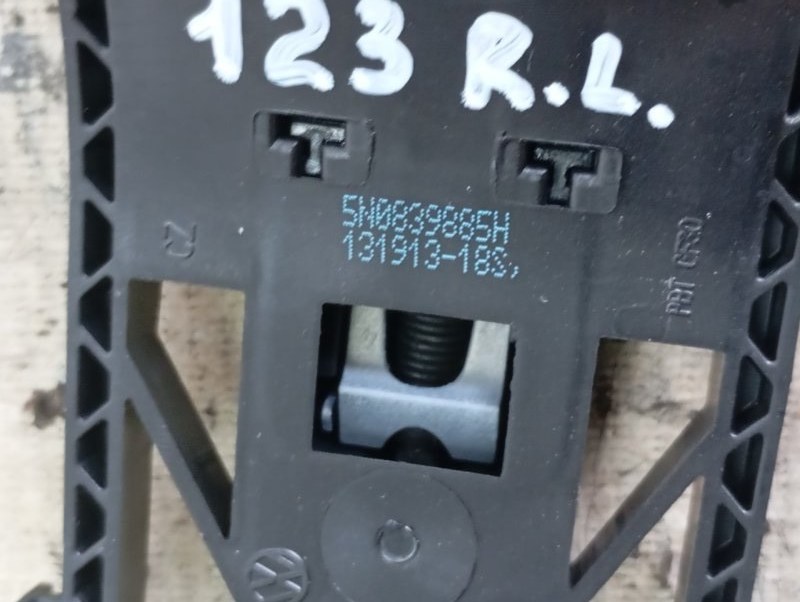 123 R.L.
5N0839885H
131913-18S,
PBT GF30